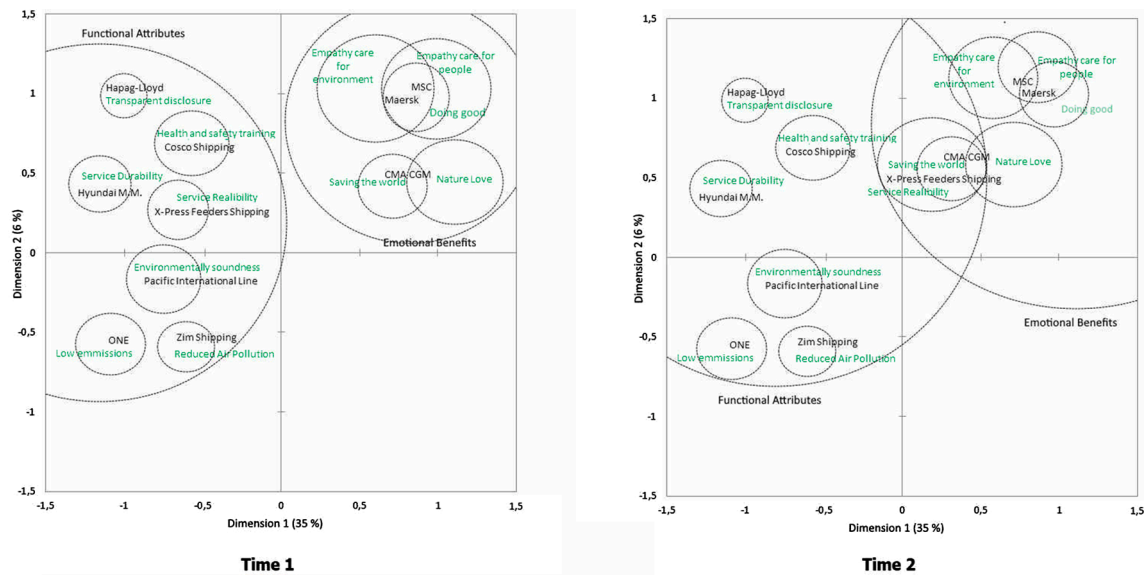 1,5
1
0,5
0
-0,5
-1
-1,5
Dimension 2 (6 %)
Functional Attributes
Hapag-Lloyd
Transparent disclosure
Health and safety training
Cosco Shipping
Service Durability
Hyundai M.M.
Service Realibility
X-Press Feeders Shipping
Environmentally soundness
Pacific International Line
ONE
Low emmissions
Zim Shipping
Reduced Air Pollution
Empathy care
for
environment
Empathy care for
people
MSC
Maersk
Doing good
CMA CGM
Saving the world
Nature Love
Emotional Benefits
-1,5
-1
-0,5
0
0,5
1
1,5
Dimension 1 (35 %)
Time 1
1,5
1
0,5
0
-0,5
-1
-1,5
Dimension 2 (6 %)
Hapag-Lloyd
Transparent disclosure
Health and safety training
Cosco Shipping
Service Durability
Hyundai M.M.
Environmentally soundness
Pacific International Line
ONE
Low emmissions
Zim Shipping
Reduced Air Pollution
Functional Attributes
Empathy care
for
environment
Empathy care for
people
MSC
Maersk
Doing good
CMA CGM
Saving the world
Nature Love
X-Press Feeders Shipping
Service Realibility
Emotional Benefits
-1,5
-1
-0,5
0
0,5
1
1,5
Dimension 1 (35 %)
Time 2